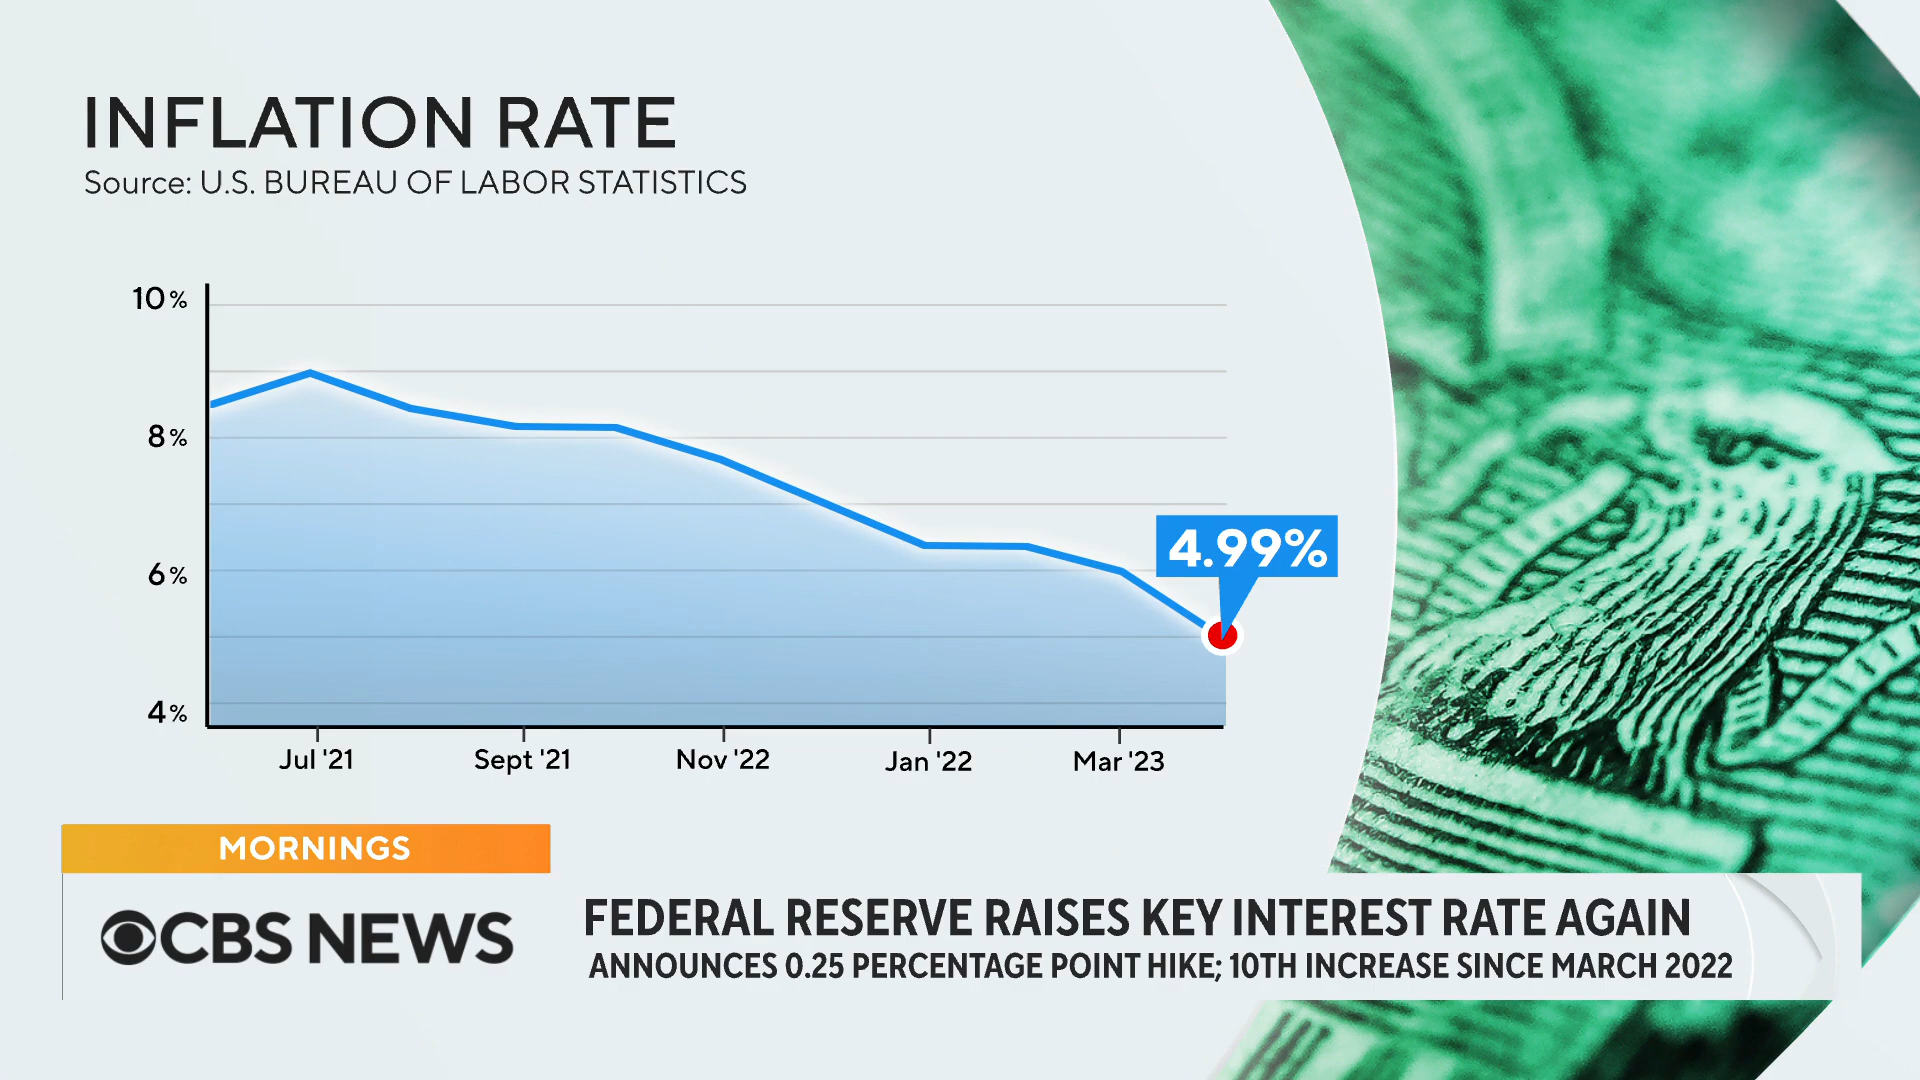 INFLATION RATE
Source: U.S. BUREAU OF LABOR STATISTICS
10%
8%
6%
4%
4.99%
Jul '21
Sept '21
Nov '22
Jan '22
Mar '23
MORNINGS
CBS NEWS
FEDERAL RESERVE RAISES KEY INTEREST RATE AGAIN
ANNOUNCES 0.25 PERCENTAGE POINT HIKE; 10TH INCREASE SINCE MARCH 2022